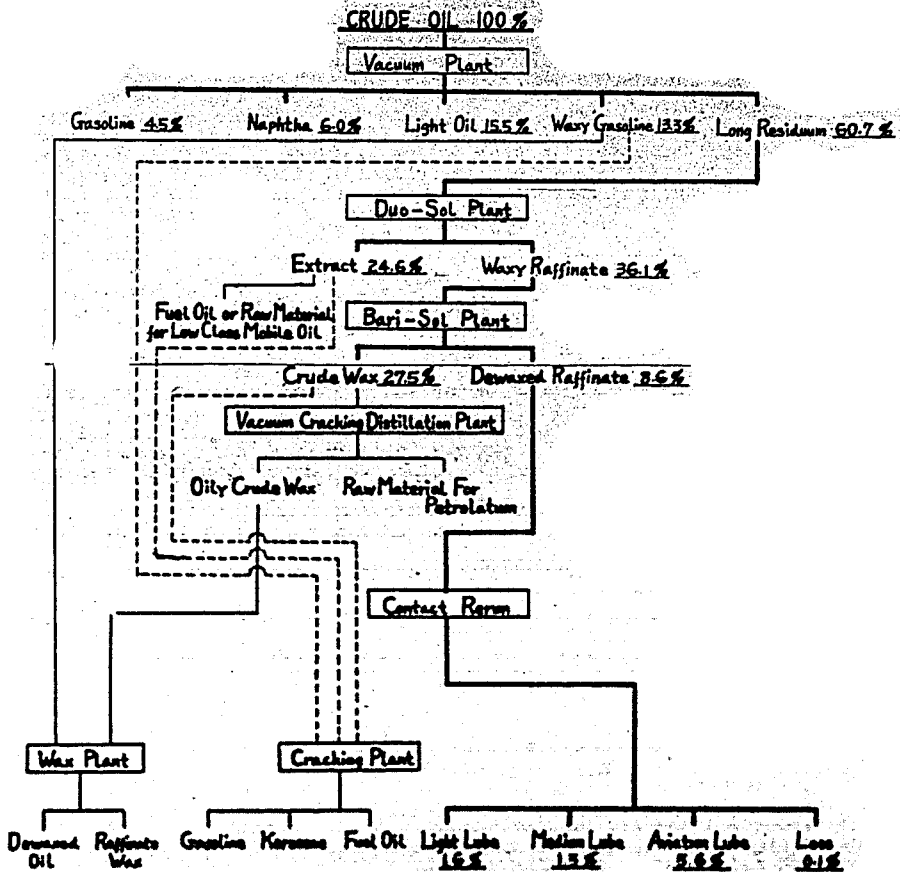 CRUDE OIL 100%
Vacuum Plant
Gasoline 4.5% Naphtha 6.0% Light Oil 15.5% Waxy Gasoline 13.3% Long Residuum 60.7%
Duo-Sol Plant
Extract 24.6% Waxy Raffinate 36.1%
Fuel Oil or Raw Material
for Low Class Mobile Oil
Bari-Sol Plant
Crude Wax 27.5% Dewaxed Raffinate 8.6%
Vacuum Cracking Distillation Plant
Oily Crude Wax Raw Material For
Petrolatum
Contact Rerun
Wax Plant Cracking Plant
Dewaxed Raffinate Gasoline Kerosene Fuel Oil Light Lube Medium Lube Aviation Lube Loss
Oil Wax 1.6% 1.3% 5.6% 0.1%